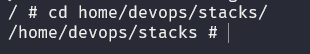 / # cd home/devops/stacks/
/home/devops/stacks #